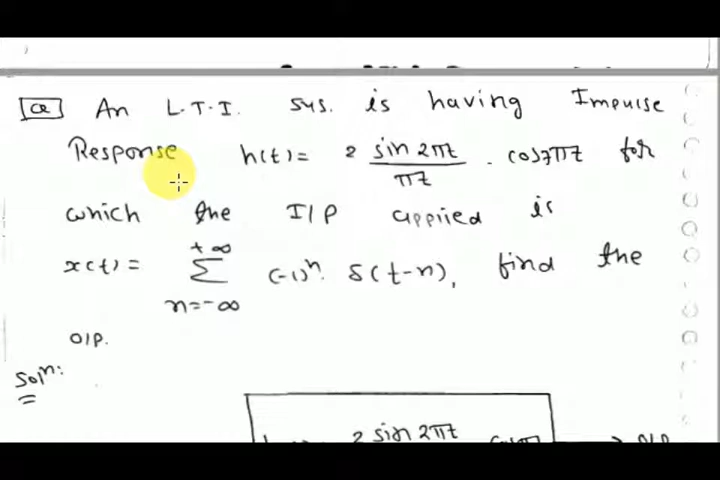 Q An L.T.I. sys. is having Impulse
Response h(t) = 2 sin 2πt / πt . cos7πt for
which the I/P applied is
x(t) = +∞ Σ n=-∞ (-1)ⁿ. δ(t-n), find the
O/P.
Solⁿ:
2 sin 2πt